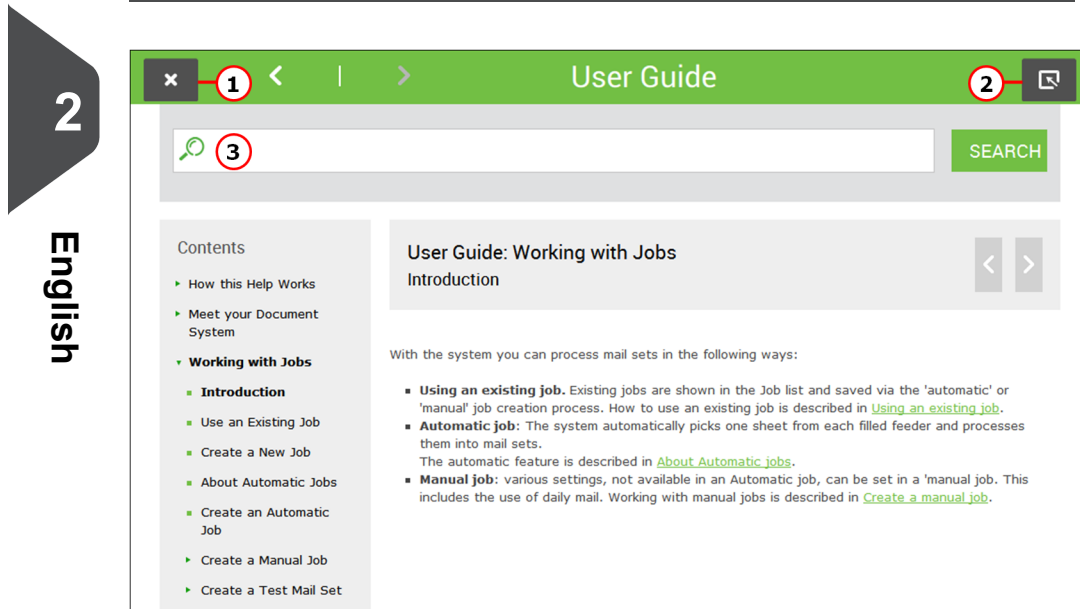 2
English
1
User Guide
2
3
SEARCH
Contents
How this Help Works
Meet your Document
System
Working with Jobs
Introduction
Use an Existing Job
Create a New Job
About Automatic Jobs
Create an Automatic
Job
Create a Manual Job
Create a Test Mail Set
User Guide: Working with Jobs
Introduction
With the system you can process mail sets in the following ways:
Using an existing job. Existing jobs are shown in the Job list and saved via the 'automatic' or
'manual' job creation process. How to use an existing job is described in Using an existing job.
Automatic job: The system automatically picks one sheet from each filled feeder and processes
them into mail sets.
The automatic feature is described in About Automatic jobs.
Manual job: various settings, not available in an Automatic job, can be set in a 'manual job. This
includes the use of daily mail. Working with manual jobs is described in Create a manual job.